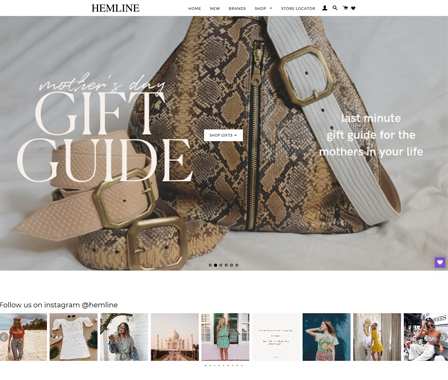 HEMLINE
HOME NEW BRANDS SHOP STORE LOCATOR
mother's day
GIFT
GUIDE
SHOP GIFTS
last minute
gift guide for the
mothers in your life
Follow us on instagram @hemline